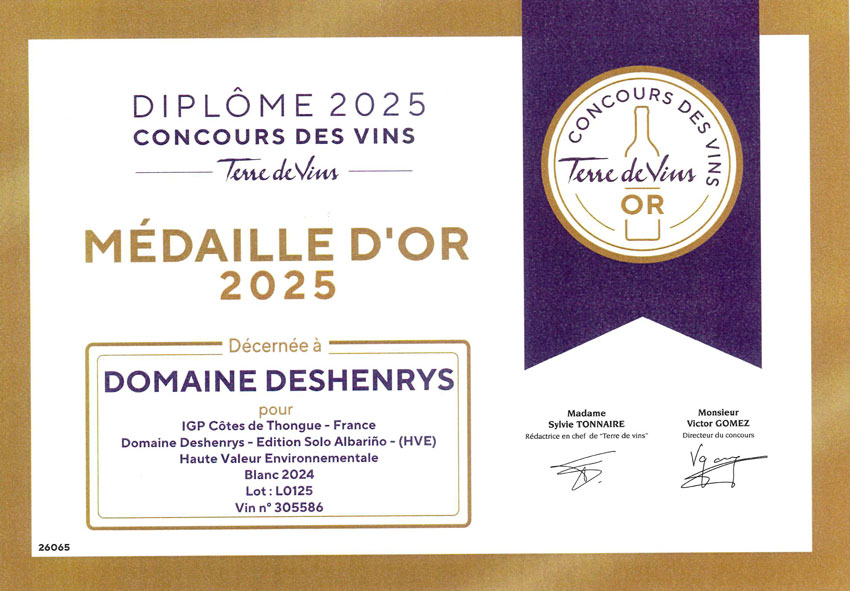 DIPLÔME 2025
CONCOURS DES VINS
Terre de Vins
MÉDAILLE D'OR
2025
Décernée à
DOMAINE DESHENRYS
pour
IGP Côtes de Thongue - France
Domaine Deshenrys - Edition Solo Albariño - (HVE)
Haute Valeur Environnementale
Blanc 2024
Lot : L0125
Vin n° 305586
26065
CONCOURS DES VINS
Terre de Vins
OR
Madame
Sylvie TONNAIRE
Rédactrice en chef de "Terre de vins"
Monsieur
Victor GOMEZ
Directeur du concours